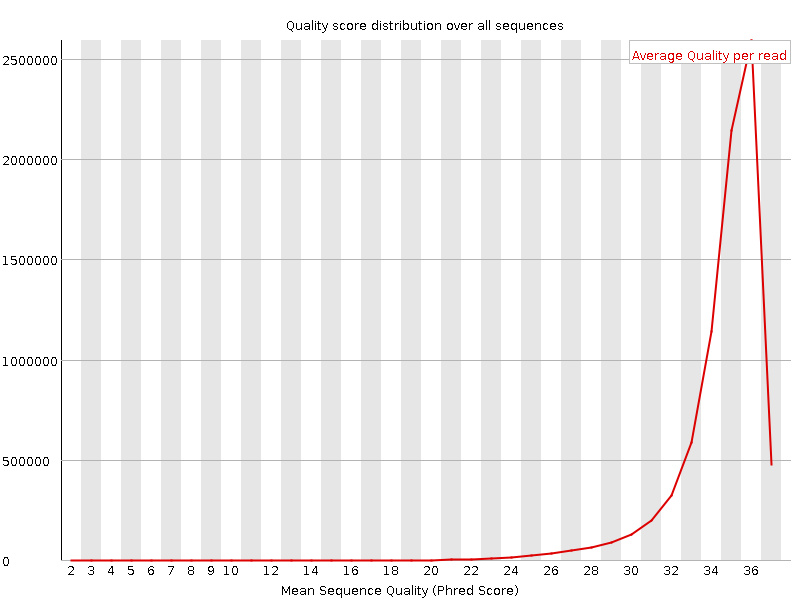 Quality score distribution over all sequences
Average Quality per read
2500000
2000000
1500000
1000000
500000
0
2 3 4 5 6 7 8 9 10 12 14 16 18 20 22 24 26 28 30 32 34 36
Mean Sequence Quality (Phred Score)